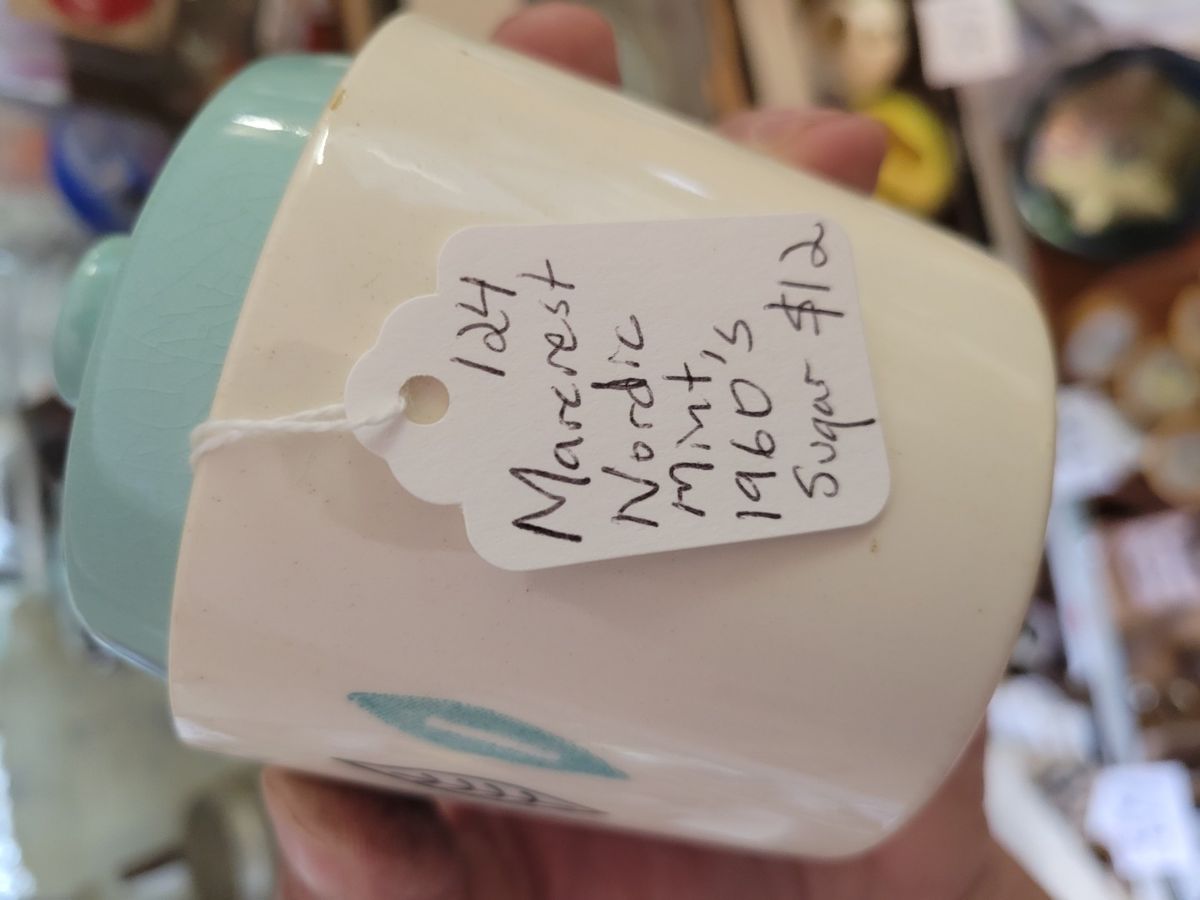 124
Marcrest
Nordic
Mint
1960's
Sugar $12